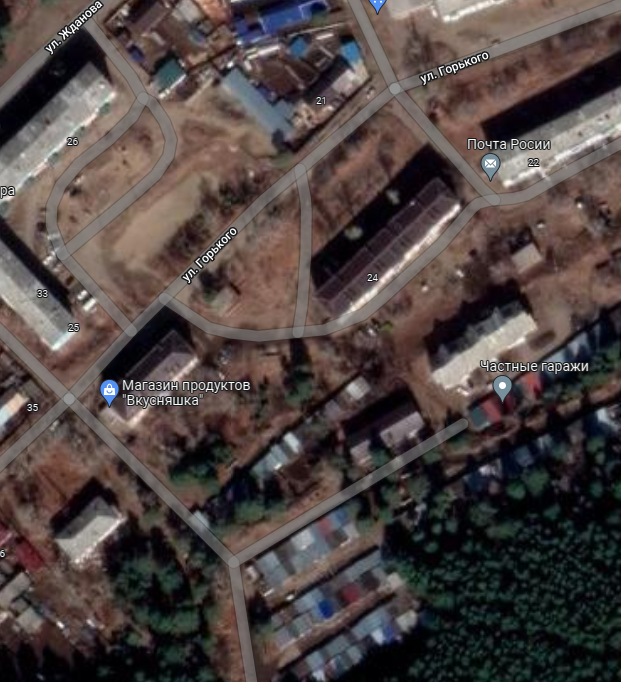 ул. Жданова
ул. Горького
21
Почта Росии
22
26
ра
ул. Горького
24
33
25
Частные гаражи
Магазин продуктов
"Вкусняшка"
35
6